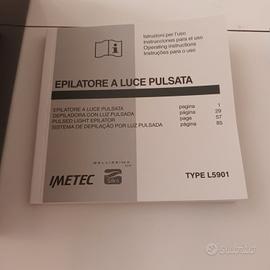 Istruzioni per l'uso
Instrucciones para el uso
Operating instructions
Instruções para o uso
EPILATORE A LUCE PULSATA
EPILATORE A LUCE PULSATA pagina 1
DEPILADORA CON LUZ PULSADA página 29
PULSED LIGHT EPILATOR page 57
SISTEMA DE DEPILAÇÃO POR LUZ PULSADA página 85
BELLISSIMA
IMETEC
TYPE L5901
subito